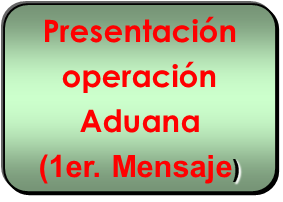 Presentación
operación
Aduana
(1er. Mensaje)